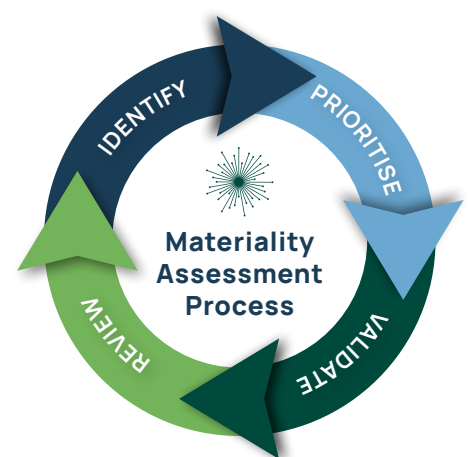 IDENTIFY
PRIORITISE
Materiality
Assessment
Process
VALIDATE
REVIEW